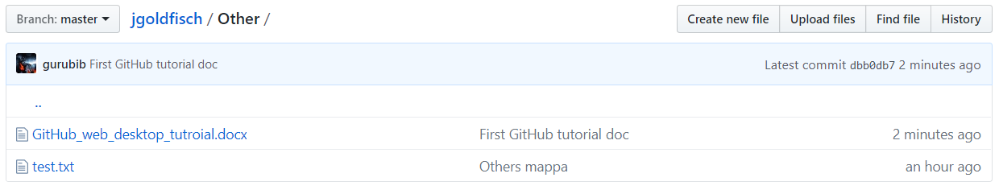 Branch: master jgoldfisch / Other / Create new file Upload files Find file History
gurubib First GitHub tutorial doc Latest commit dbb0db7 2 minutes ago
..
GitHub_web_desktop_tutroial.docx First GitHub tutorial doc 2 minutes ago
test.txt Others mappa an hour ago